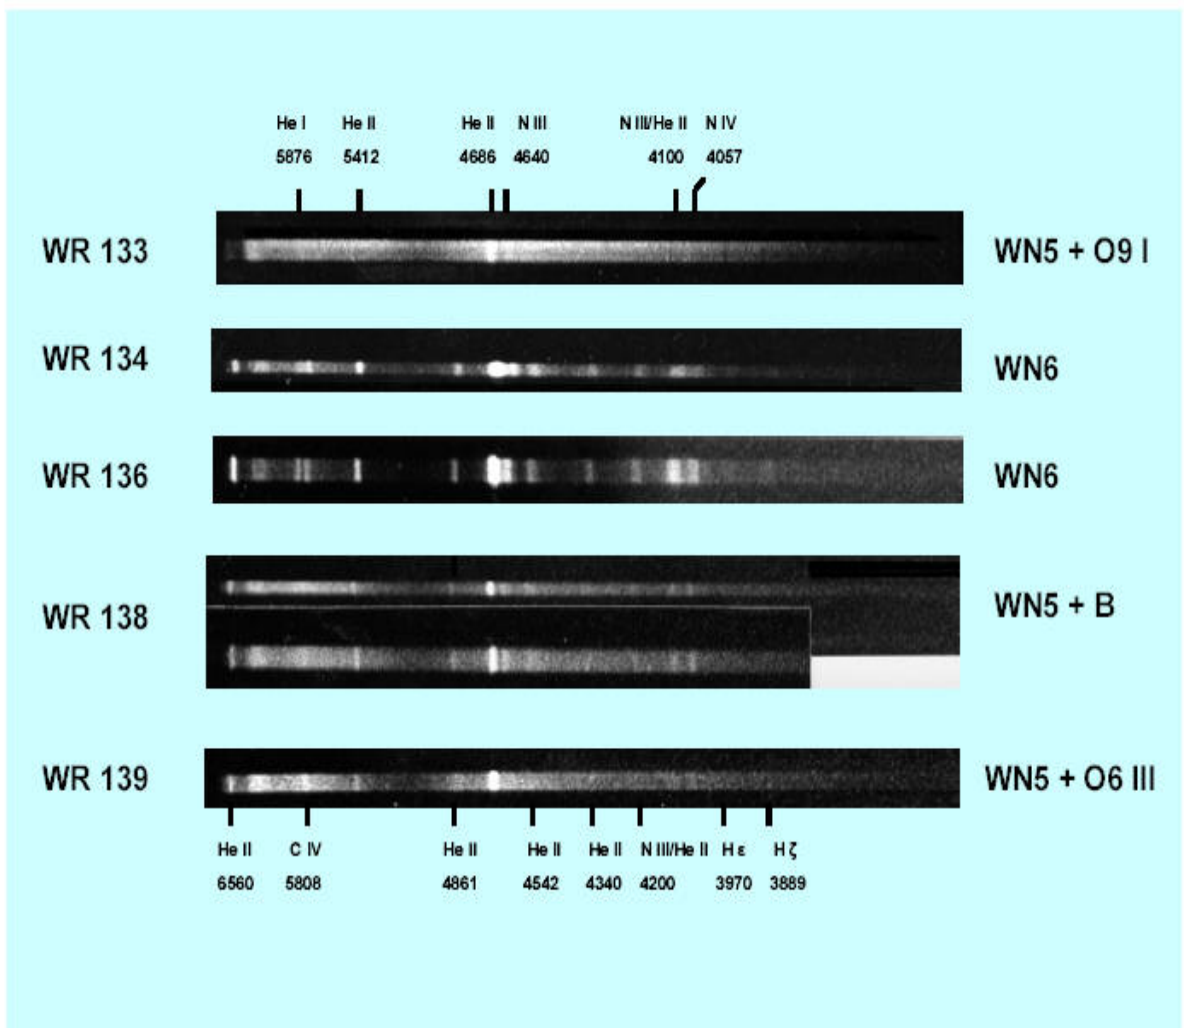 He I He II He II N III N III/He II N IV
5876 5412 4686 4640 4100 4057
WR 133 WN5 + O9 I
WR 134 WN6
WR 136 WN6
WR 138 WN5 + B
WR 139 WN5 + O6 III
He II C IV He II He II He II N III/He II H ε H ζ
6560 5808 4861 4542 4340 4200 3970 3889